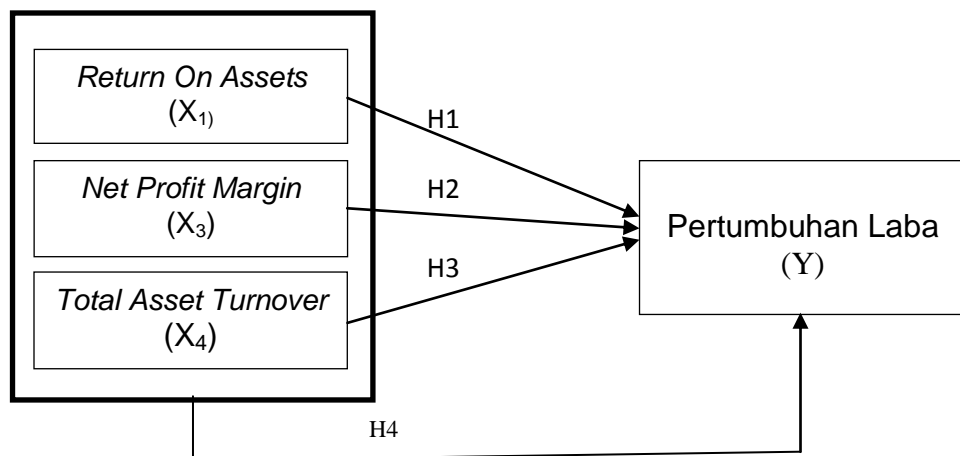 Return On Assets
(X1)
H1
Net Profit Margin
(X3)
H2
Total Asset Turnover
(X4)
H3
Pertumbuhan Laba
(Y)
H4